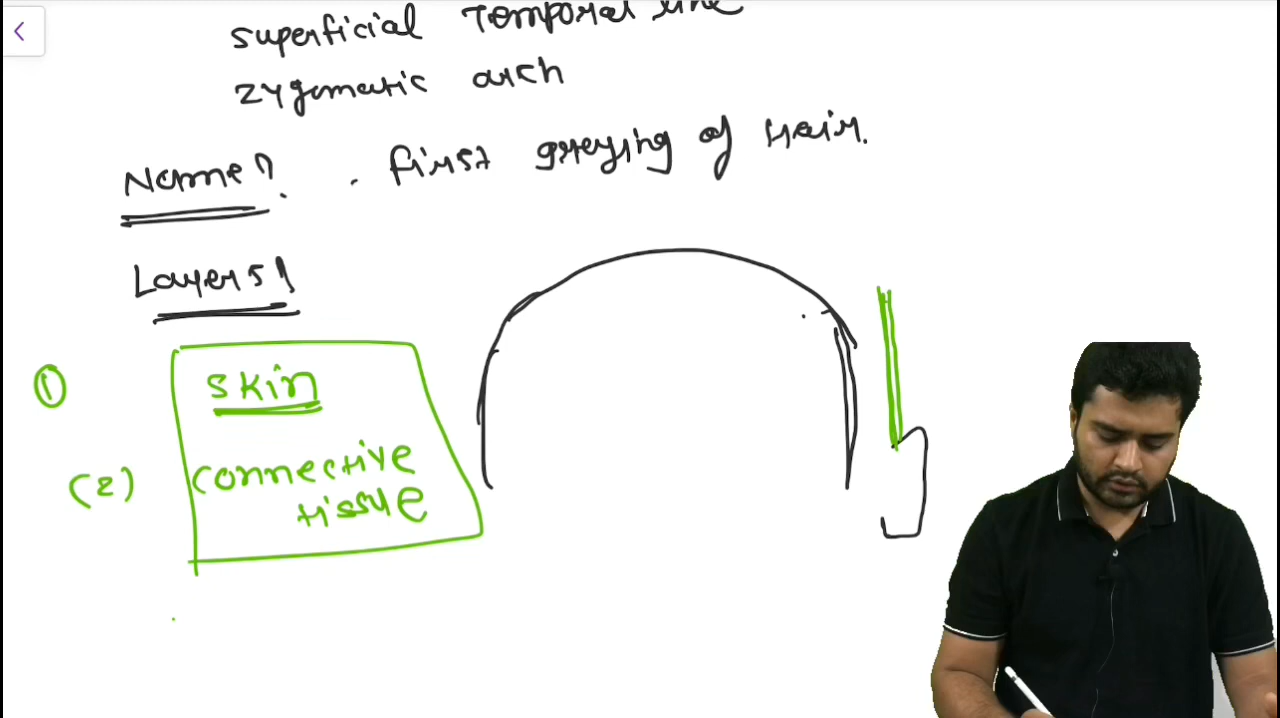 superficial Temporal line
zygomatic arch
Name? . first greying of Hair.
Layers!
① skin
(2) connective
tissue